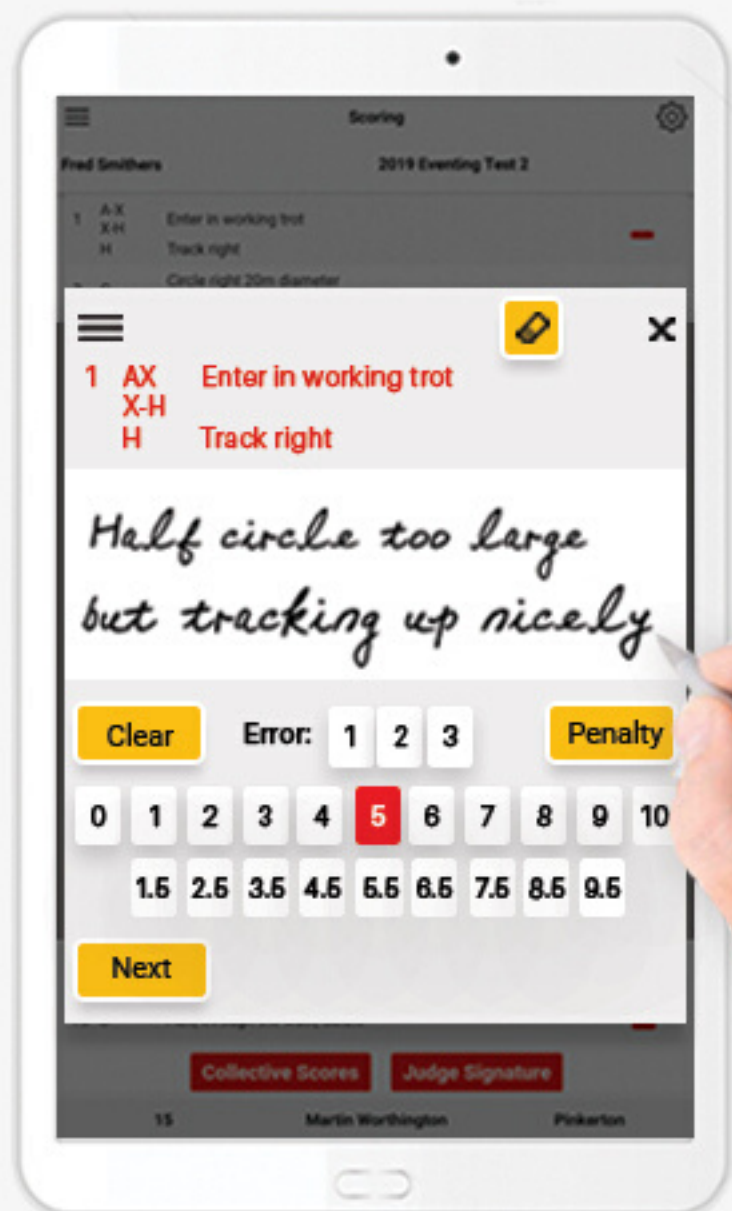 Scoring
Fred Smithers 2019 Eventing Test 2
1 A-X Enter in working trot
X-H
H Track right
Circle right 20m diameter
1 AX Enter in working trot
X-H
H Track right
Half circle too large
but tracking up nicely
Clear Error: 1 2 3 Penalty
0 1 2 3 4 5 6 7 8 9 10
1.5 2.5 3.5 4.5 5.5 6.5 7.5 8.5 9.5
Next
Collective Scores Judge Signature
15 Martin Worthington Pinkerton